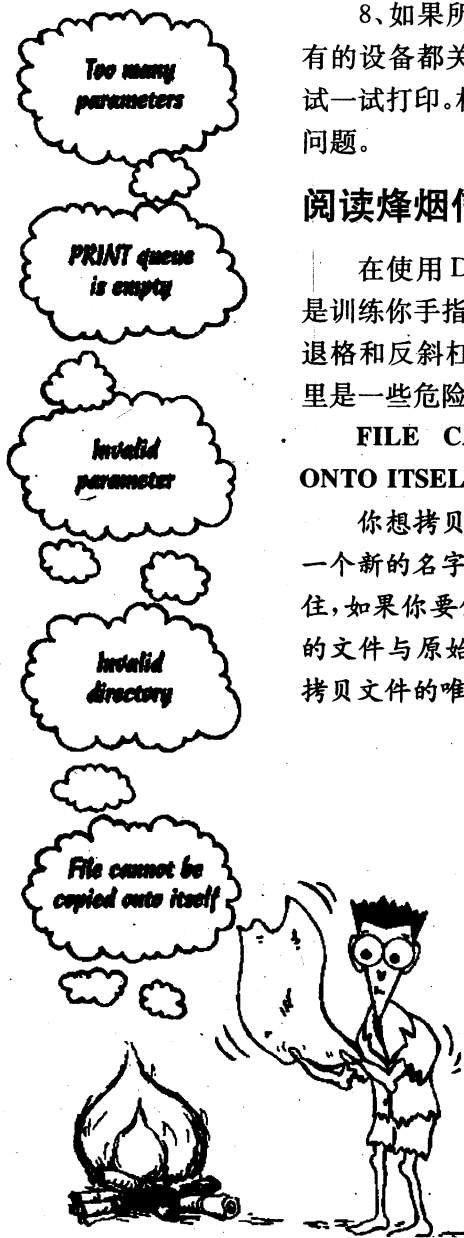 Too many
parameters
PRINT queue
is empty
Invalid
parameter
Invalid
directory
File cannot be
copied onto itself
8、如果所
有的设备都关
试一试打印。
问题。
阅读烽烟
在使用 D
是训练你手指
退格和反斜杠
里是一些危险
FILE CA
ONTO ITSEL
你想拷贝
一个新的名字
住,如果你要
的文件与原始
拷贝文件的唯